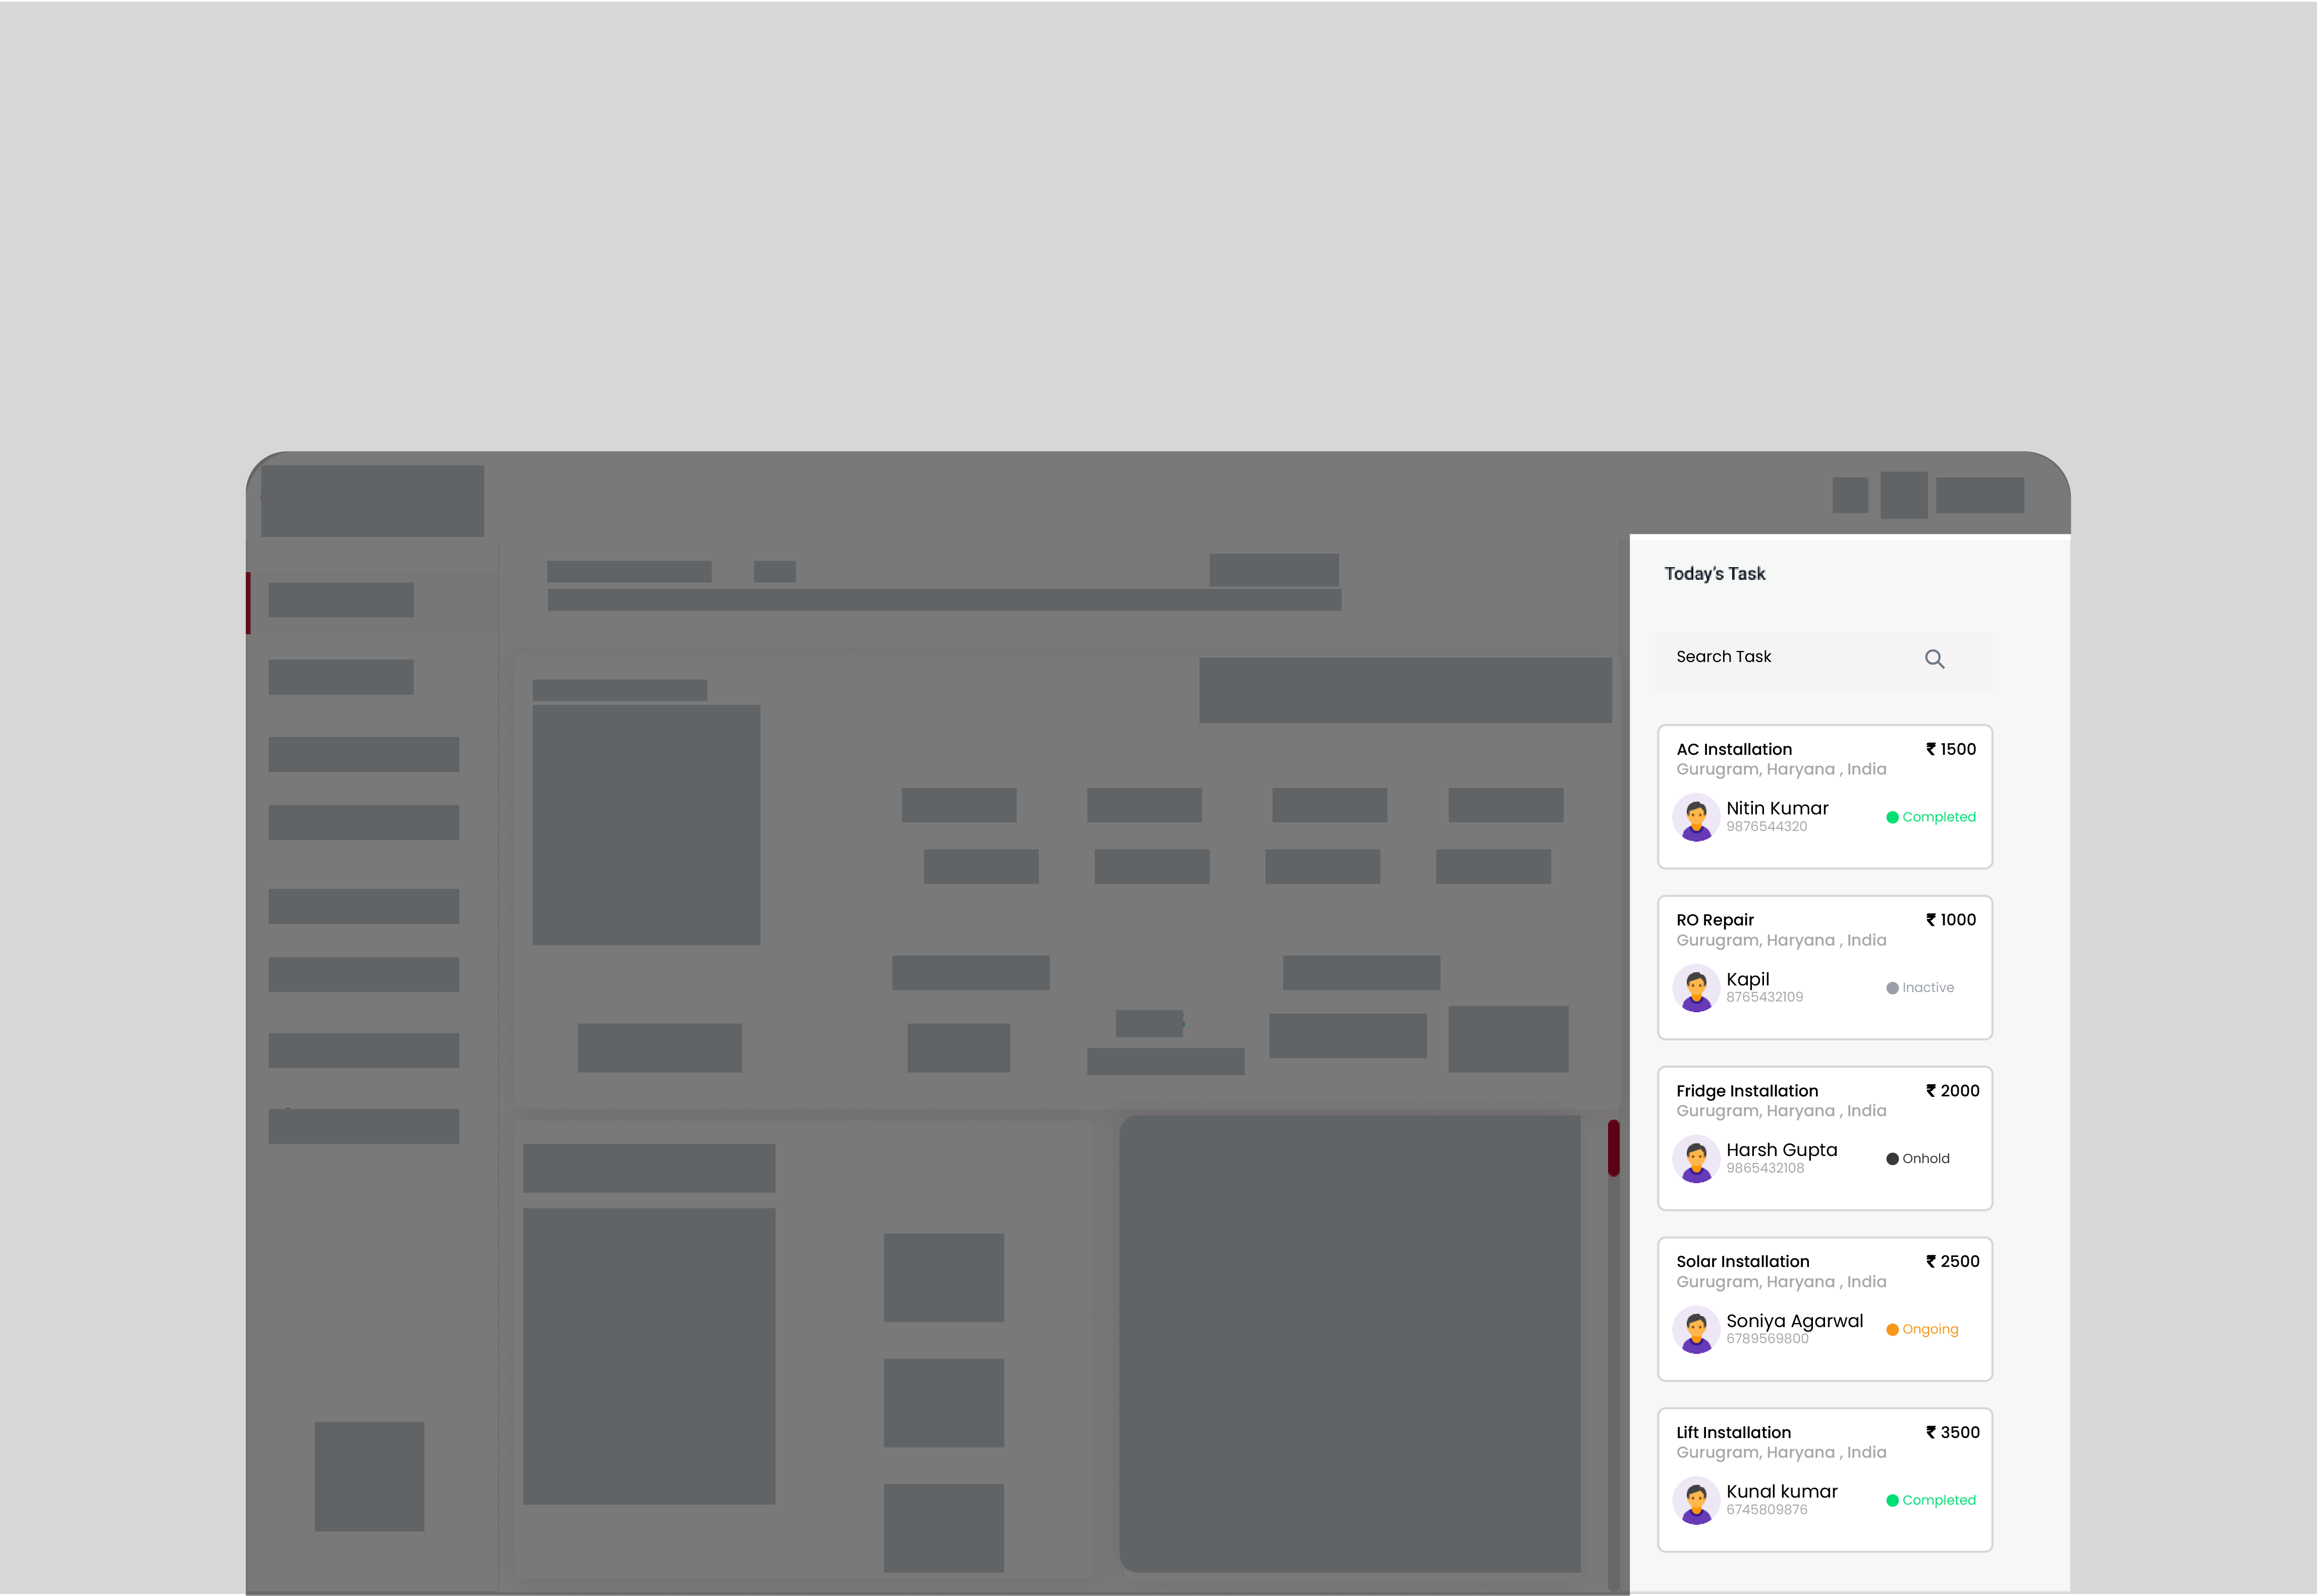 Today's Task
Search Task
AC Installation ₹ 1500
Gurugram, Haryana , India
Nitin Kumar
9876544320
Completed
RO Repair ₹ 1000
Gurugram, Haryana , India
Kapil
8765432109
Inactive
Fridge Installation ₹ 2000
Gurugram, Haryana , India
Harsh Gupta
9865432108
Onhold
Solar Installation ₹ 2500
Gurugram, Haryana , India
Soniya Agarwal
6789569800
Ongoing
Lift Installation ₹ 3500
Gurugram, Haryana , India
Kunal kumar
6745809876
Completed